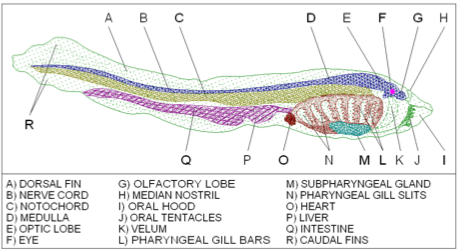 A B C D E F G H
R Q P O N M L K J I
A) DORSAL FIN G) OLFACTORY LOBE M) SUBPHARYNGEAL GLAND
B) NERVE CORD H) MEDIAN NOSTRIL N) PHARYNGEAL GILL SLITS
C) NOTOCHORD I) ORAL HOOD O) HEART
D) MEDULLA J) ORAL TENTACLES P) LIVER
E) OPTIC LOBE K) VELUM Q) INTESTINE
F) EYE L) PHARYNGEAL GILL BARS R) CAUDAL FINS